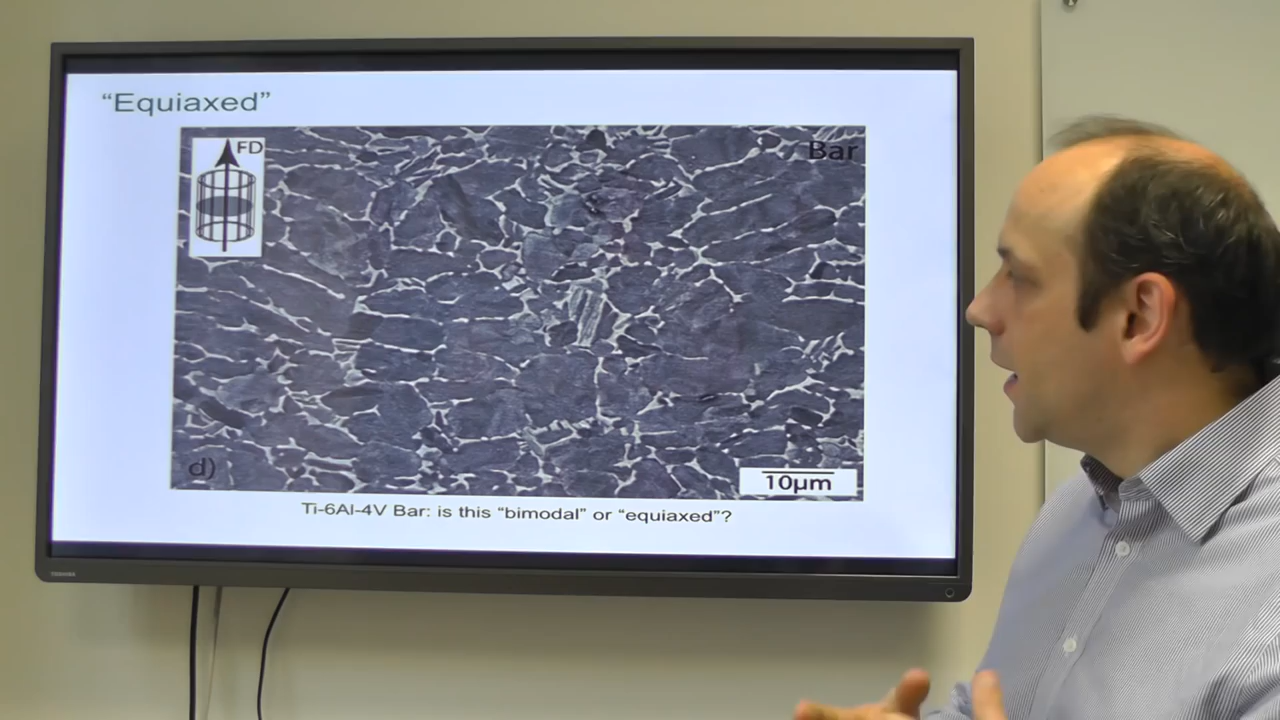 “Equiaxed”
FD
Bar
d)
10µm
Ti-6Al-4V Bar: is this “bimodal” or “equiaxed”?
TOSHIBA